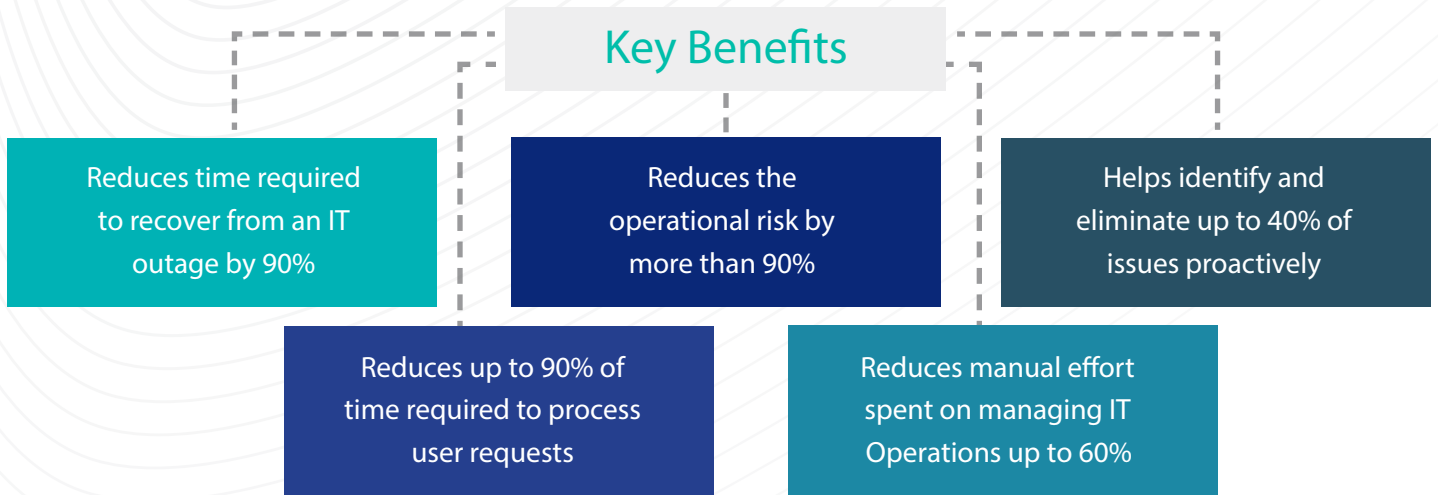 Key Benefits
Reduces time required
to recover from an IT
outage by 90%
Reduces the
operational risk by
more than 90%
Helps identify and
eliminate up to 40% of
issues proactively
Reduces up to 90% of
time required to process
user requests
Reduces manual effort
spent on managing IT
Operations up to 60%